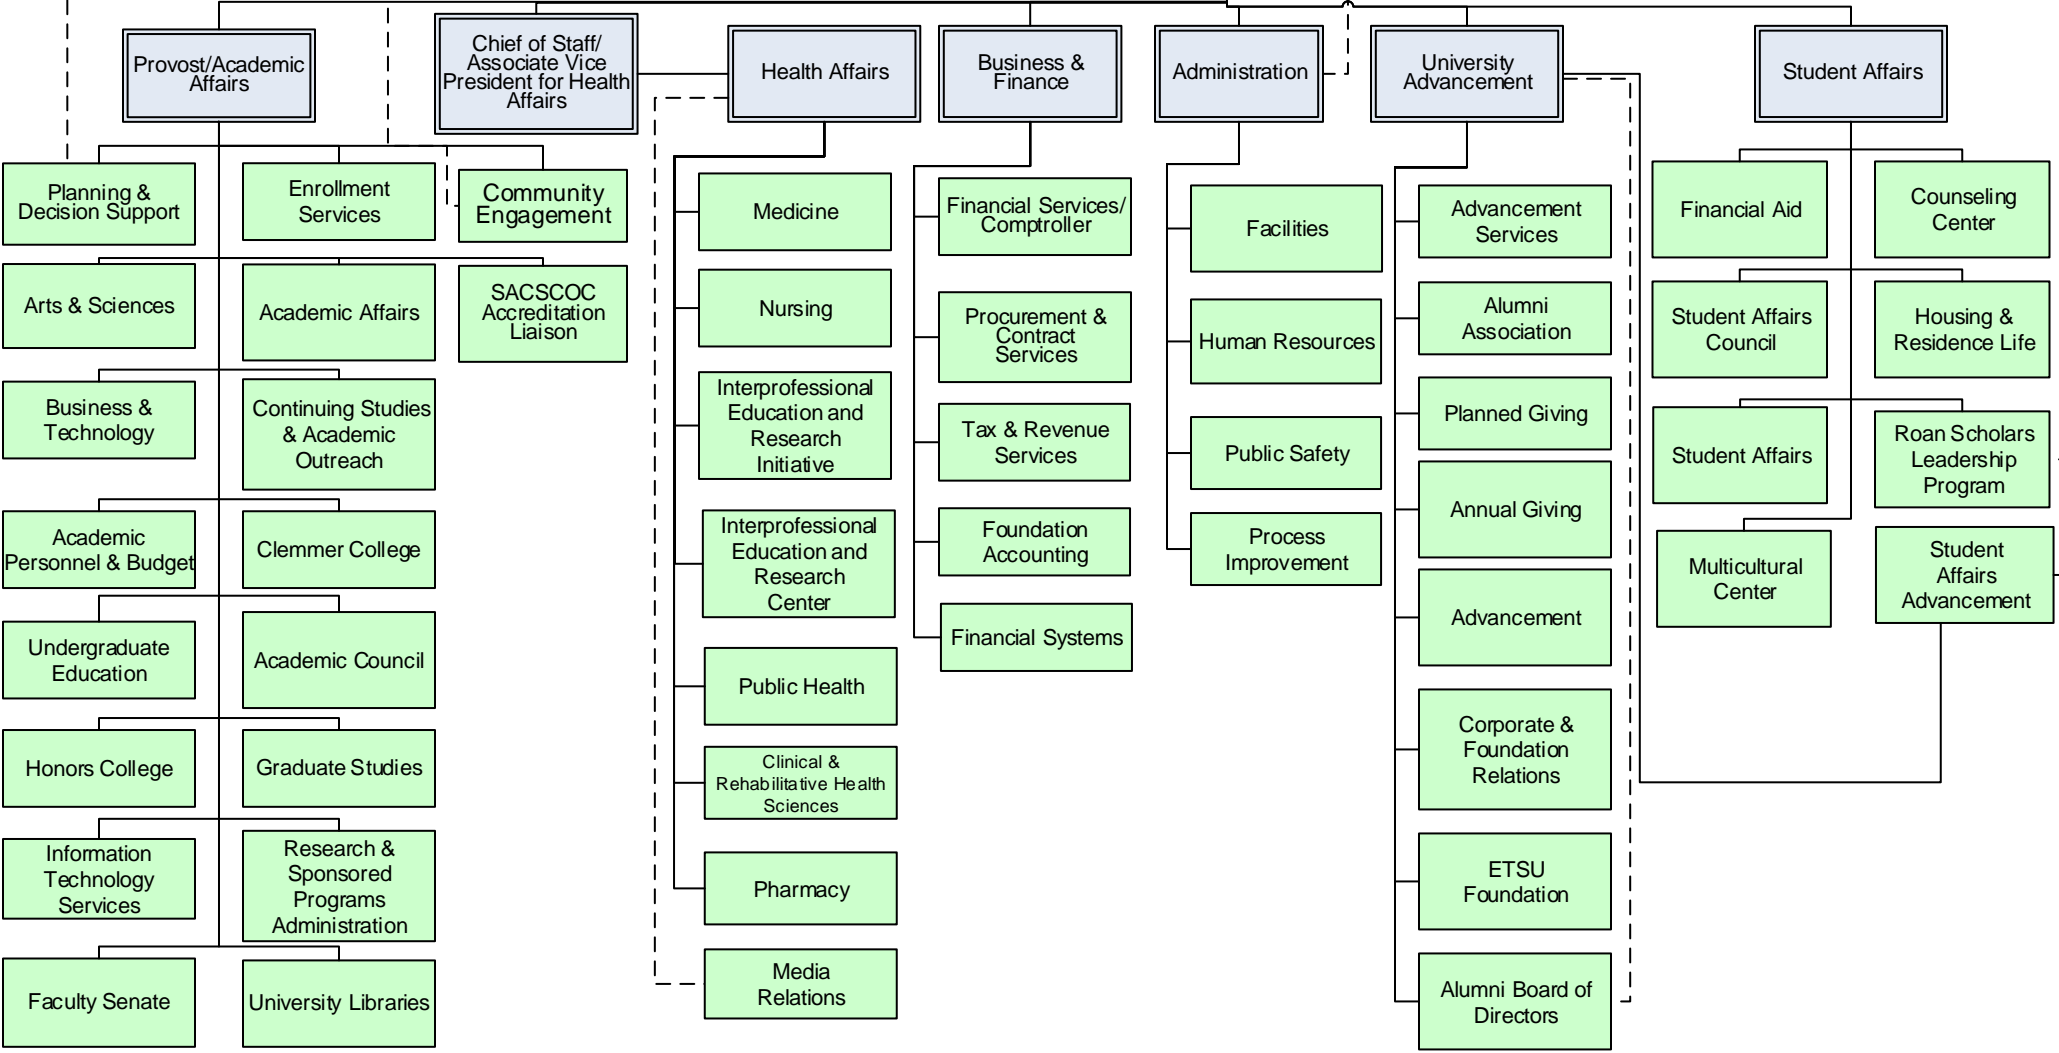 Provost/Academic
Affairs
Chief of Staff/
Associate Vice
President for Health
Affairs
Health Affairs
Business &
Finance
Administration
University
Advancement
Student Affairs
Planning &
Decision Support
Enrollment
Services
Community
Engagement
Arts & Sciences
Academic Affairs
SACSCOC
Accreditation
Liaison
Business &
Technology
Continuing Studies
& Academic
Outreach
Academic
Personnel & Budget
Clemmer College
Undergraduate
Education
Academic Council
Honors College
Graduate Studies
Information
Technology
Services
Research &
Sponsored
Programs
Administration
Faculty Senate
University Libraries
Medicine
Nursing
Interprofessional
Education and
Research
Initiative
Interprofessional
Education and
Research
Center
Public Health
Clinical &
Rehabilitative Health
Sciences
Pharmacy
Media
Relations
Financial Services/
Comptroller
Procurement &
Contract
Services
Tax & Revenue
Services
Foundation
Accounting
Financial Systems
Facilities
Human Resources
Public Safety
Process
Improvement
Advancement
Services
Alumni
Association
Planned Giving
Annual Giving
Advancement
Corporate &
Foundation
Relations
ETSU
Foundation
Alumni Board of
Directors
Financial Aid
Counseling
Center
Student Affairs
Council
Housing &
Residence Life
Student Affairs
Roan Scholars
Leadership
Program
Multicultural
Center
Student
Affairs
Advancement